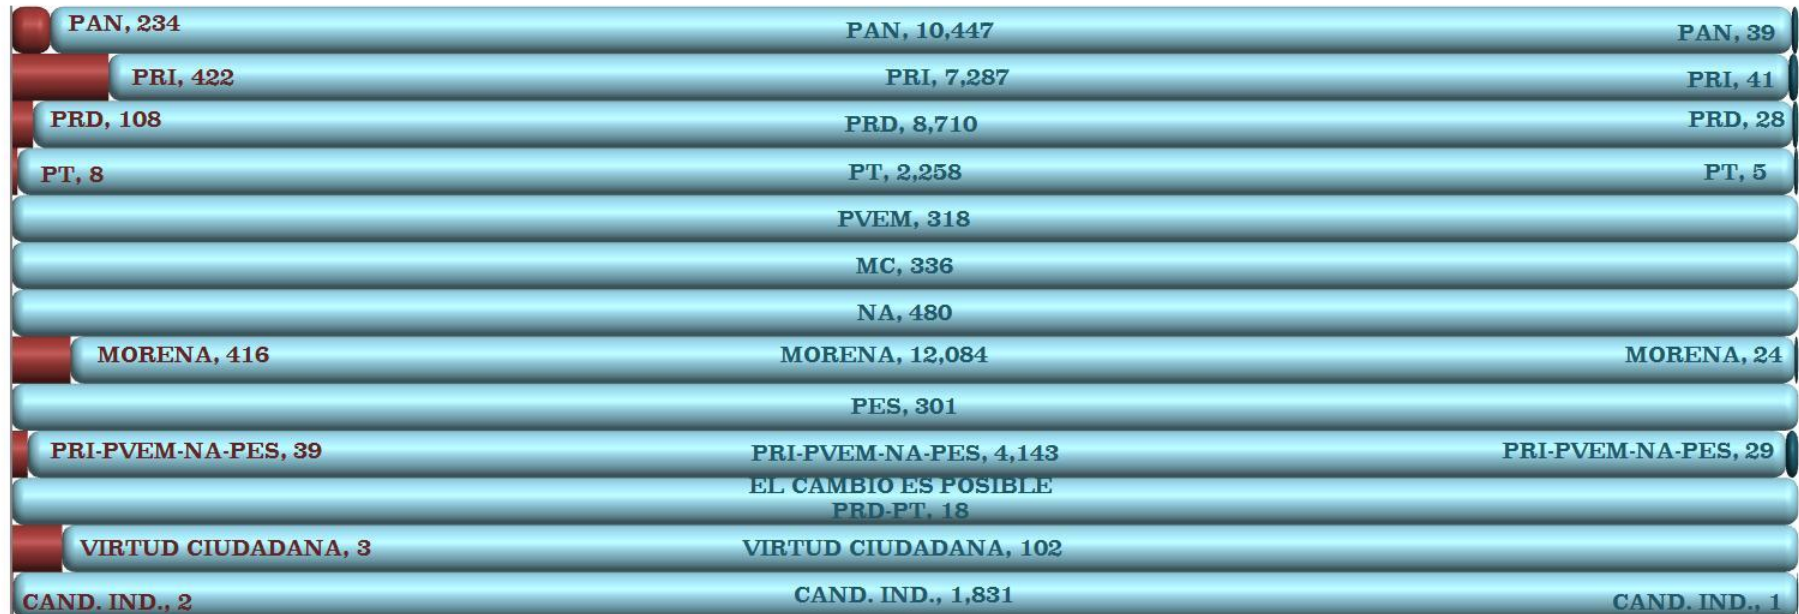 PAN, 234 PAN, 10,447 PAN, 39
PRI, 422 PRI, 7,287 PRI, 41
PRD, 108 PRD, 8,710 PRD, 28
PT, 8 PT, 2,258 PT, 5
PVEM, 318
MC, 336
NA, 480
MORENA, 416 MORENA, 12,084 MORENA, 24
PES, 301
PRI-PVEM-NA-PES, 39 PRI-PVEM-NA-PES, 4,143 PRI-PVEM-NA-PES, 29
EL CAMBIO ES POSIBLE
PRD-PT, 18
VIRTUD CIUDADANA, 3 VIRTUD CIUDADANA, 102
CAND. IND., 2 CAND. IND., 1,831 CAND. IND., 1